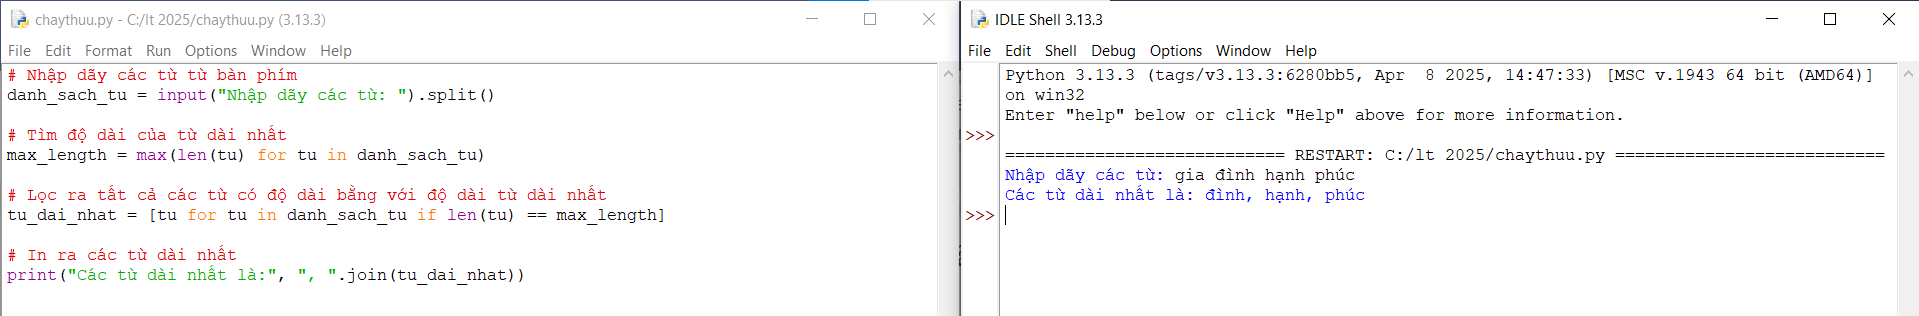 chaythuu.py - C:/lt 2025/chaythuu.py (3.13.3)
File Edit Format Run Options Window Help
# Nhập dãy các từ từ bàn phím
danh_sach_tu = input("Nhập dãy các từ: ").split()
# Tìm độ dài của từ dài nhất
max_length = max(len(tu) for tu in danh_sach_tu)
# Lọc ra tất cả các từ có độ dài bằng với độ dài từ dài nhất
tu_dai_nhat = [tu for tu in danh_sach_tu if len(tu) == max_length]
# In ra các từ dài nhất
print("Các từ dài nhất là:", ", ".join(tu_dai_nhat))
IDLE Shell 3.13.3
File Edit Shell Debug Options Window Help
Python 3.13.3 (tags/v3.13.3:6280bb5, Apr  8 2025, 14:47:33) [MSC v.1943 64 bit (AMD64)]
on win32
Enter "help" below or click "Help" above for more information.
>>>
============================ RESTART: C:/lt 2025/chaythuu.py ===========================
Nhập dãy các từ: gia đình hạnh phúc
Các từ dài nhất là: đình, hạnh, phúc
>>>